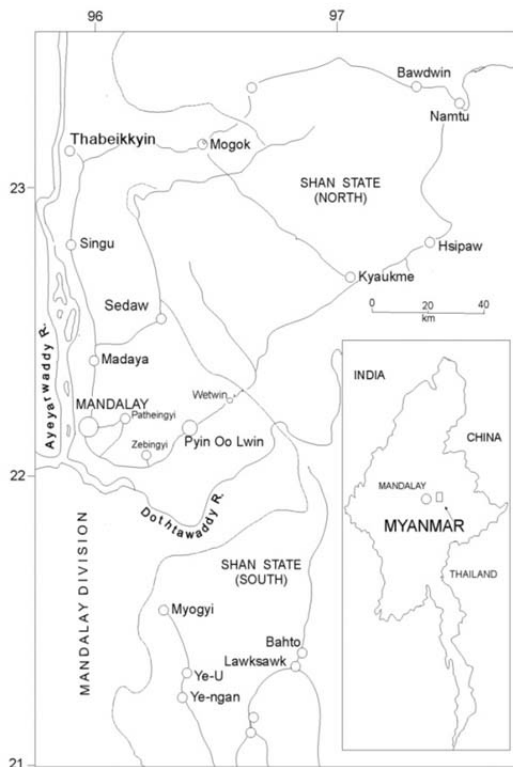 96
97
Bawdwin
Namtu
Thabeikkyin
Mogok
23
SHAN STATE
(NORTH)
Singu
Hsipaw
Kyaukme
0 20 40
km
Sedaw
Ayeyarwaddy R.
Madaya
Wetwin
MANDALAY
Patheingyi
Zebingyi
Pyin Oo Lwin
22
Dothtawaddy R.
INDIA
CHINA
MANDALAY
MYANMAR
THAILAND
MANDALAY DIVISION
SHAN STATE
(SOUTH)
Myogyi
Bahto
Lawksawk
Ye-U
Ye-ngan
21